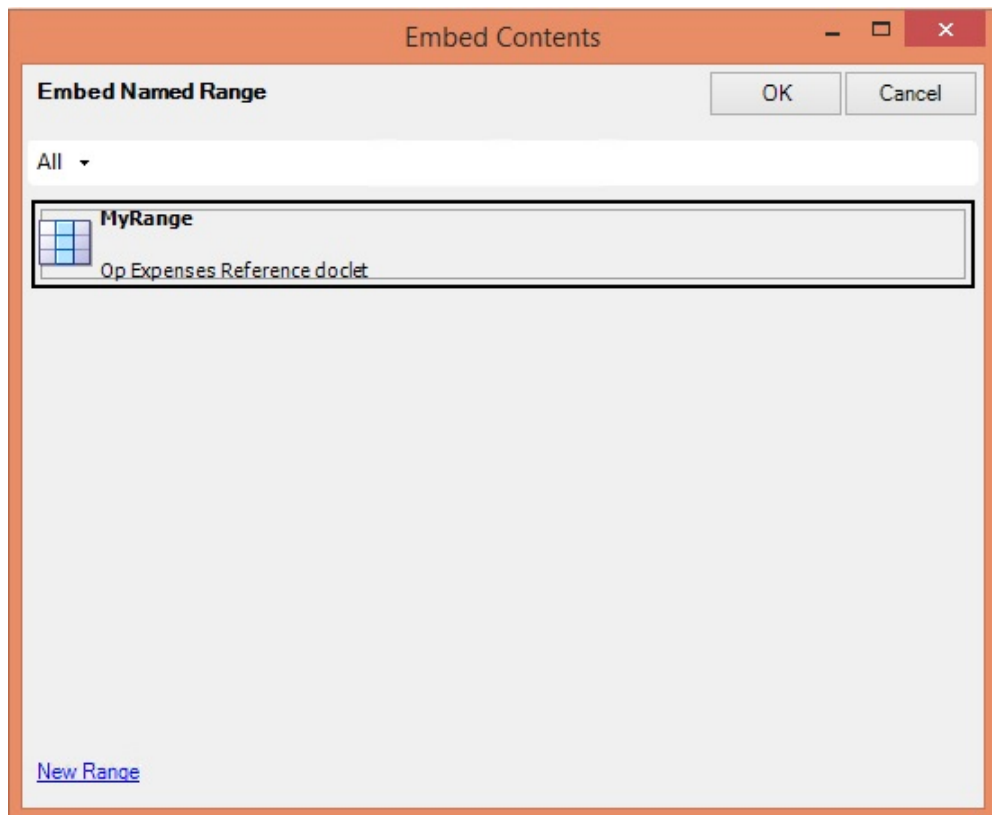 Embed Contents
Embed Named Range
OK
Cancel
All
MyRange
Op Expenses Reference doclet
New Range